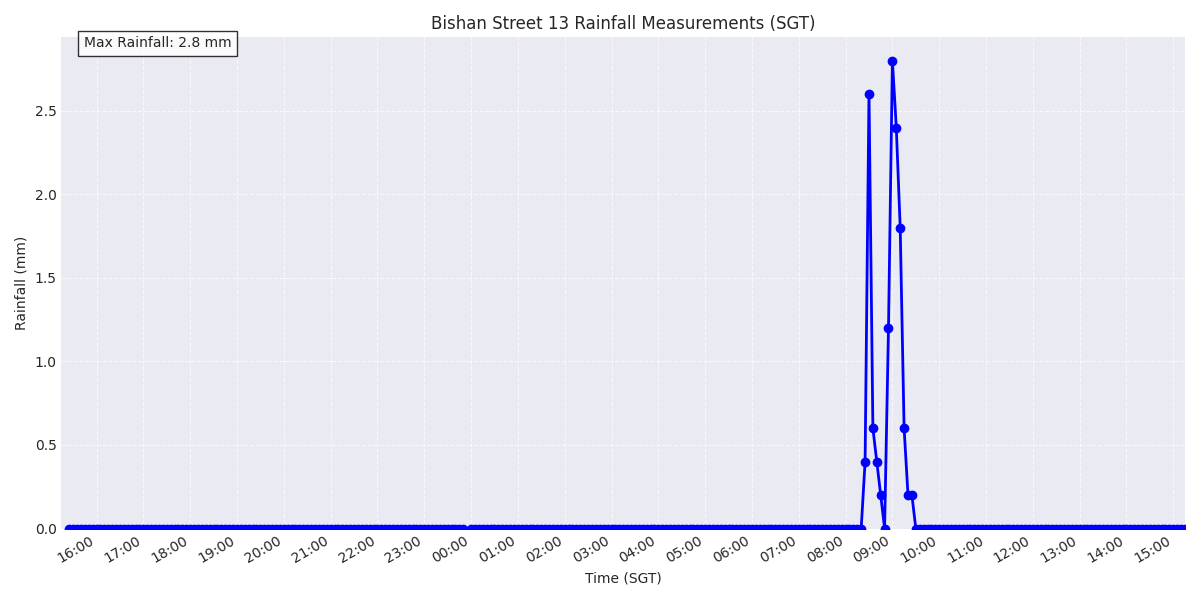 Bishan Street 13 Rainfall Measurements (SGT)
Max Rainfall: 2.8 mm
Rainfall (mm)
2.5
2.0
1.5
1.0
0.5
0.0
16:00 17:00 18:00 19:00 20:00 21:00 22:00 23:00 00:00 01:00 02:00 03:00 04:00 05:00 06:00 07:00 08:00 09:00 10:00 11:00 12:00 13:00 14:00 15:00
Time (SGT)